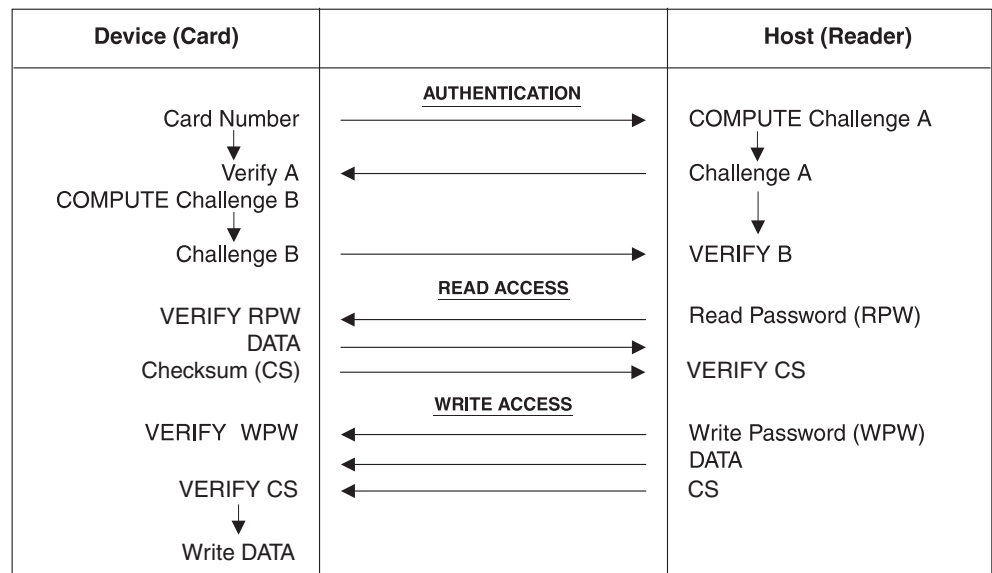 Device (Card) Host (Reader)
AUTHENTICATION
Card Number COMPUTE Challenge A
Verify A Challenge A
COMPUTE Challenge B
Challenge B VERIFY B
READ ACCESS
VERIFY RPW Read Password (RPW)
DATA
Checksum (CS) VERIFY CS
WRITE ACCESS
VERIFY WPW Write Password (WPW)
DATA
VERIFY CS CS
Write DATA